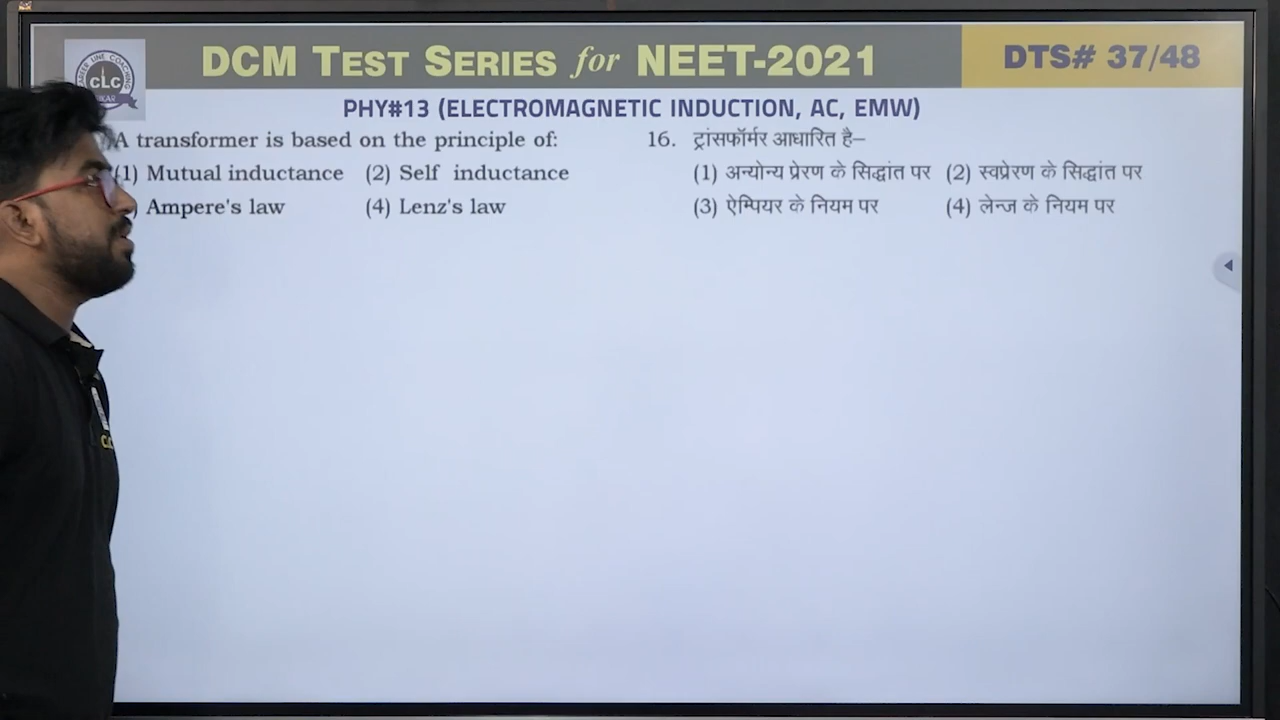 DCM TEST SERIES for NEET-2021
DTS# 37/48
CLC
PHY#13 (ELECTROMAGNETIC INDUCTION, AC, EMW)
A transformer is based on the principle of:
(1) Mutual inductance (2) Self inductance
) Ampere's law (4) Lenz's law
16. ट्रांसफॉर्मर आधारित है–
(1) अन्योन्य प्रेरण के सिद्धांत पर (2) स्वप्रेरण के सिद्धांत पर
(3) ऐम्पियर के नियम पर (4) लेन्ज के नियम पर